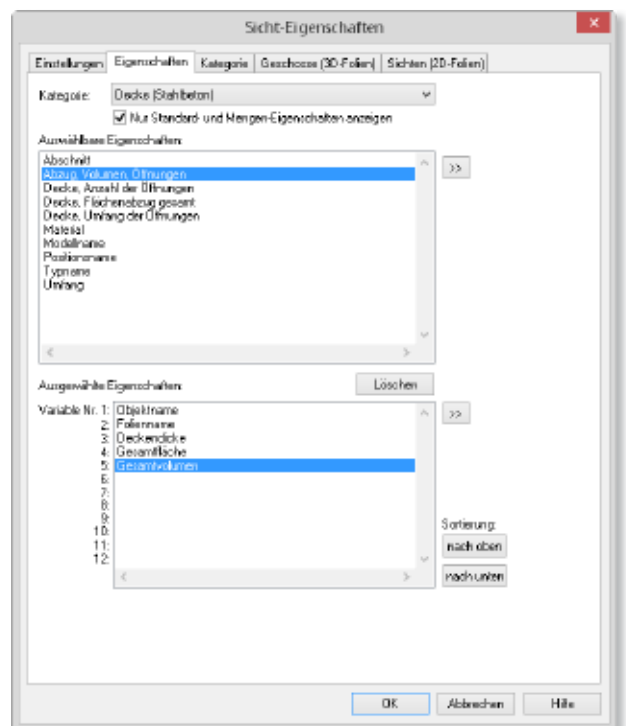 Sicht-Eigenschaften
Einstellungen Eigenschaften Kategorie Geschosse (3D-Folien) Sichten (2D-Folien)
Kategorie: Decke (Stahlbeton)
Nur Standard- und Mengen-Eigenschaften anzeigen
Auswählbare Eigenschaften:
Abschnitt
Abzug, Volumen, Öffnungen
Decke, Anzahl der Öffnungen
Decke, Flächenabzug gesamt
Decke, Umfang der Öffnungen
Material
Modellname
Positionsname
Typname
Umfang
>>
Ausgewählte Eigenschaften: Löschen
Variable Nr. 1: Objektname
2: Folienname
3: Deckendicke
4: Gesamtfläche
5: Gesamtvolumen
6:
7:
8:
9:
10:
11:
12:
>>
Sortierung:
nach oben
nach unten
OK Abbrechen Hilfe